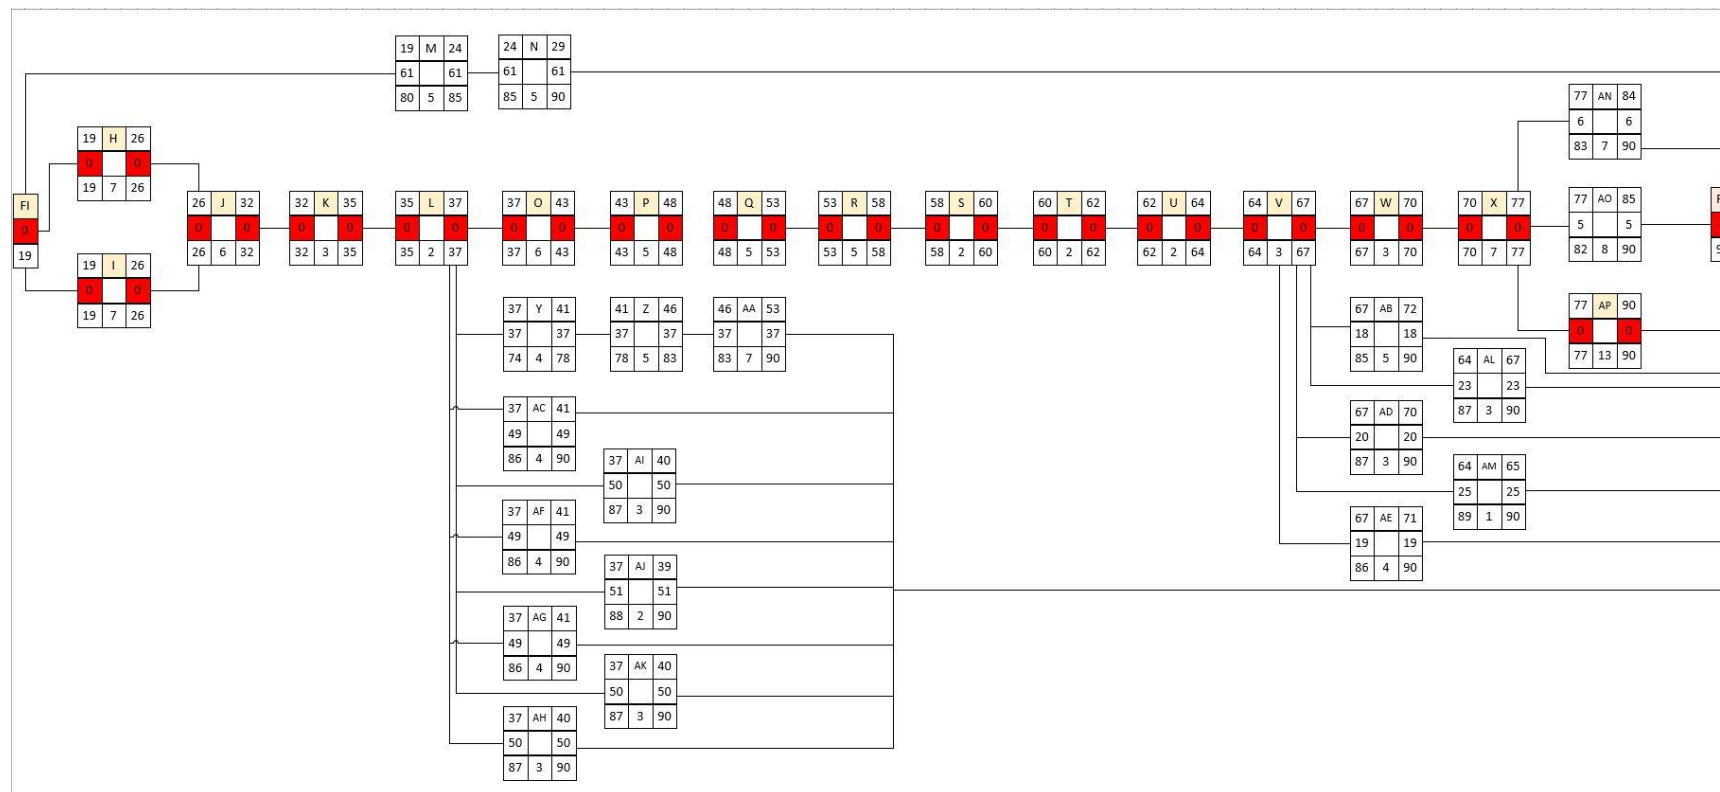 19 M 24
61 61
80 5 85
24 N 29
61 61
85 5 90
77 AN 84
6 6
83 7 90
19 H 26
0 0
19 7 26
FI
0
19
26 J 32
0 0
26 6 32
32 K 35
0 0
32 3 35
35 L 37
0 0
35 2 37
37 O 43
0 0
37 6 43
43 P 48
0 0
43 5 48
48 Q 53
0 0
48 5 53
53 R 58
0 0
53 5 58
58 S 60
0 0
58 2 60
60 T 62
0 0
60 2 62
62 U 64
0 0
62 2 64
64 V 67
0 0
64 3 67
67 W 70
0 0
67 3 70
70 X 77
0 0
70 7 77
77 AO 85
5 5
82 8 90
19 I 26
0 0
19 7 26
37 Y 41
37 37
74 4 78
41 Z 46
37 37
78 5 83
46 AA 53
37 37
83 7 90
67 AB 72
18 18
85 5 90
77 AP 90
0 0
77 13 90
64 AL 67
23 23
87 3 90
37 AC 41
49 49
86 4 90
67 AD 70
20 20
87 3 90
37 AI 40
50 50
87 3 90
64 AM 65
25 25
89 1 90
37 AF 41
49 49
86 4 90
67 AE 71
19 19
86 4 90
37 AJ 39
51 51
88 2 90
37 AG 41
49 49
86 4 90
37 AK 40
50 50
87 3 90
37 AH 40
50 50
87 3 90